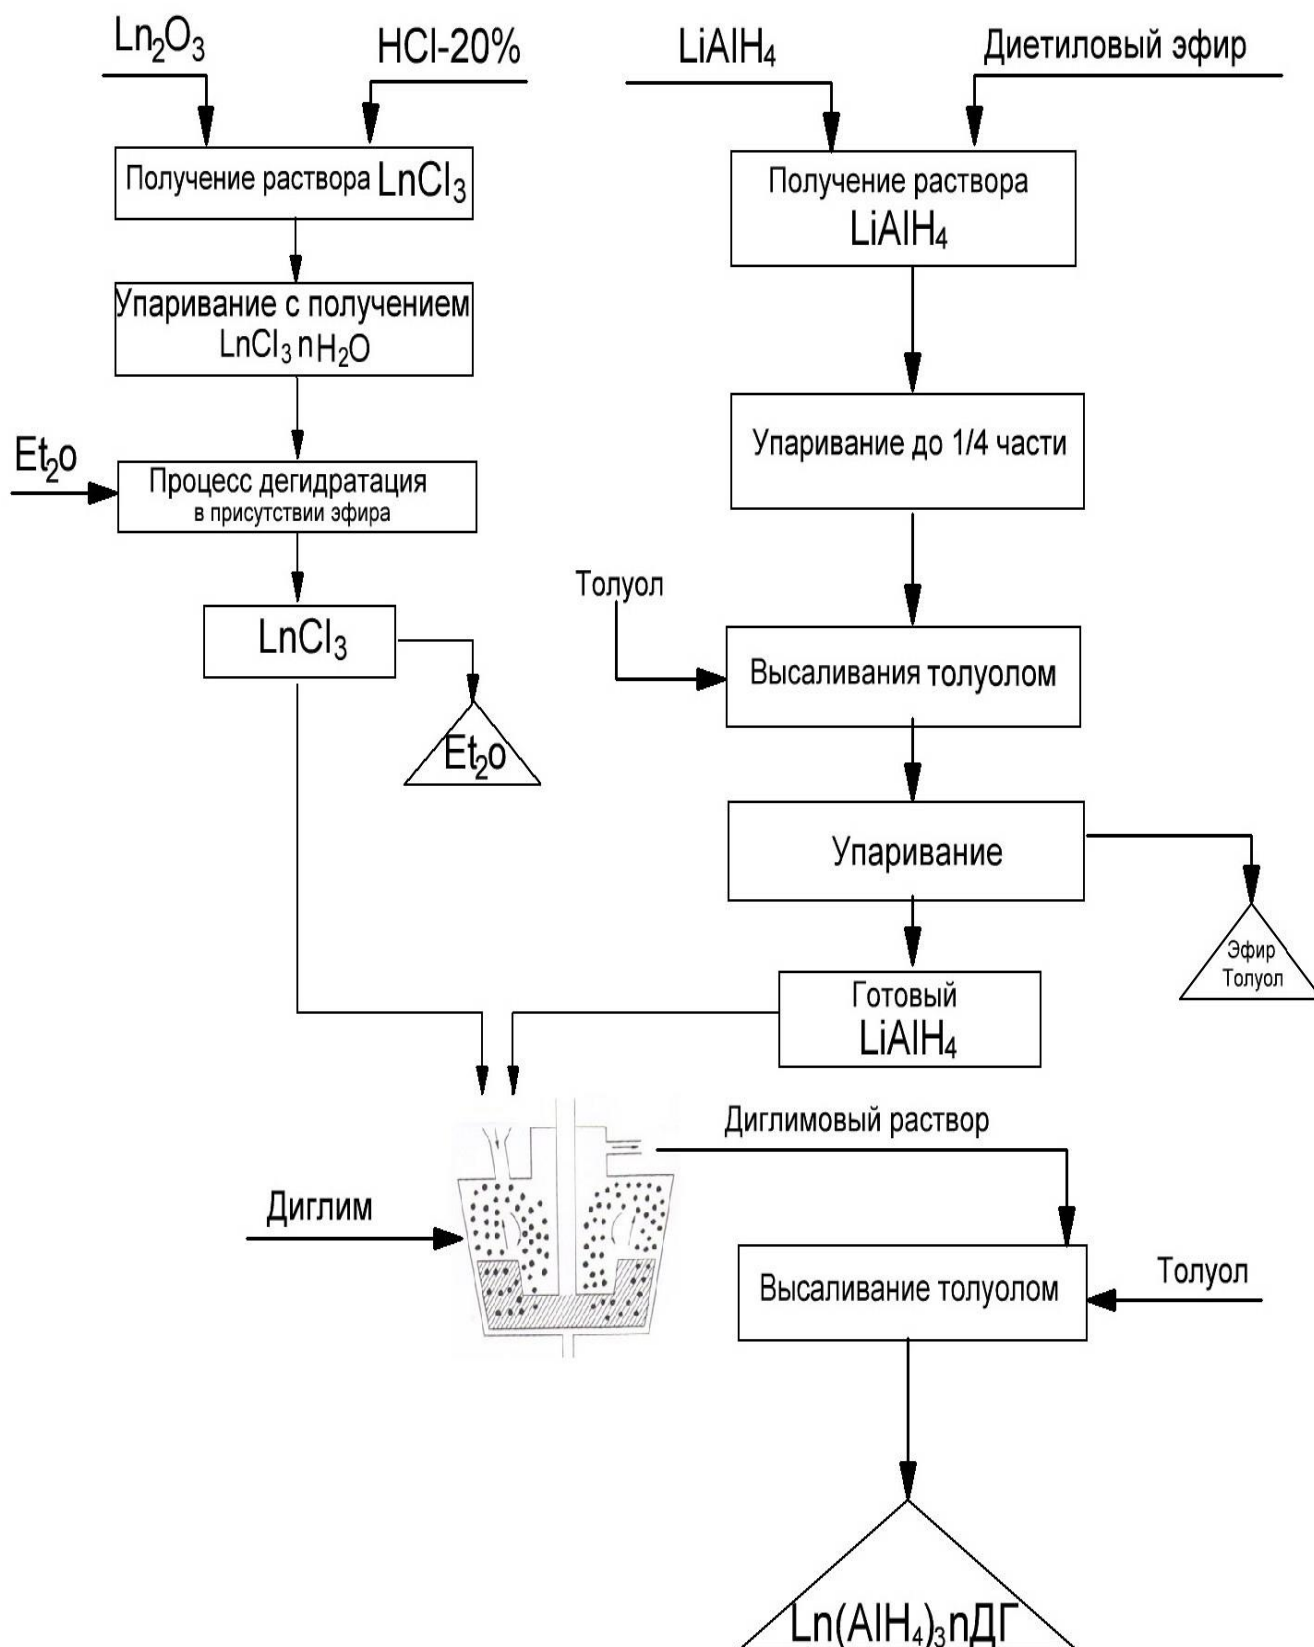 Ln₂O₃
HCl-20%
Получение раствора LnCl₃
Упаривание с получением
LnCl₃ nH₂O
Et₂o
Процесс дегидратация
в присутствии эфира
LnCl₃
Et₂o
LiAlH₄
Диетиловый эфир
Получение раствора
LiAlH₄
Упаривание до 1/4 части
Толуол
Высаливания толуолом
Упаривание
Эфир
Толуол
Готовый
LiAlH₄
Диглим
Диглимовый раствор
Высаливание толуолом
Толуол
Ln(AlH₄)₃nДГ